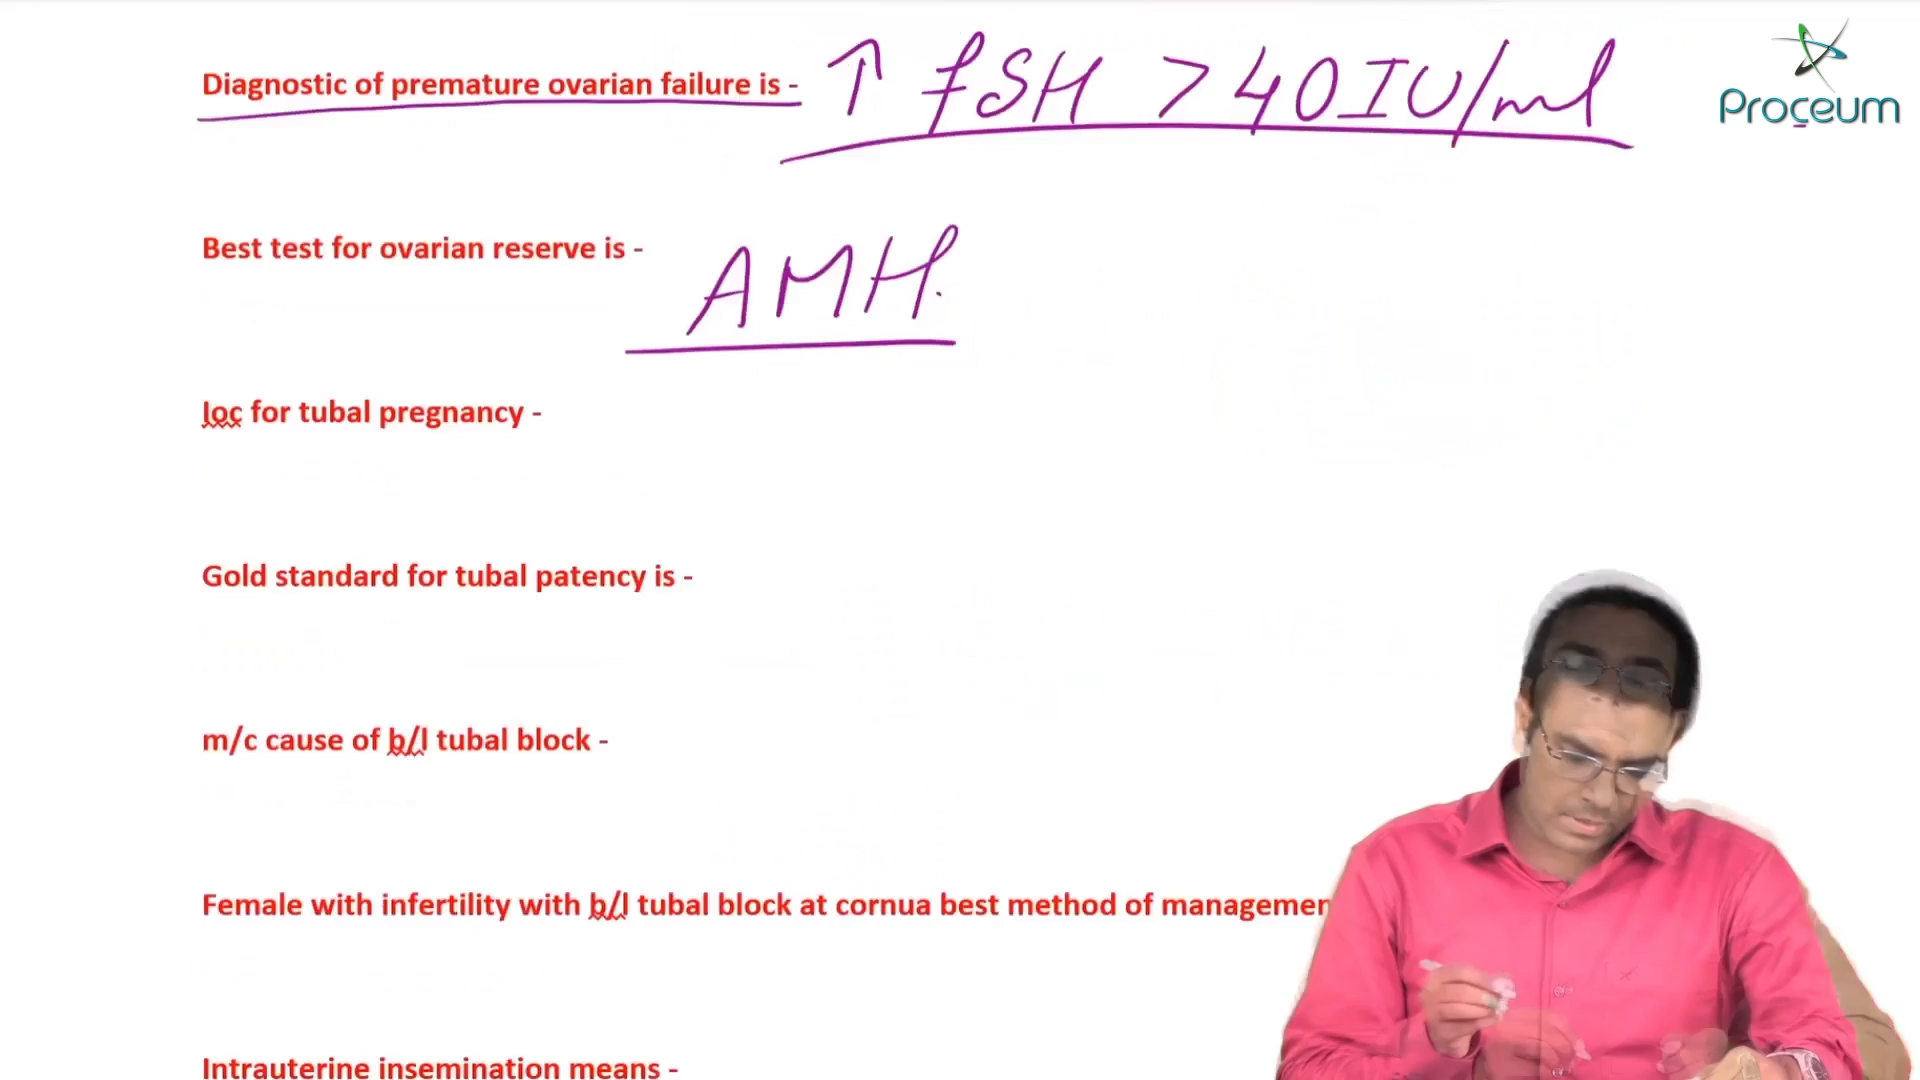 Diagnostic of premature ovarian failure is - ↑ FSH > 40 IU/ml
Proceum
Best test for ovarian reserve is - AMH.
Ioc for tubal pregnancy -
Gold standard for tubal patency is -
m/c cause of b/l tubal block -
Female with infertility with b/l tubal block at cornua best method of managemen
Intrauterine insemination means -